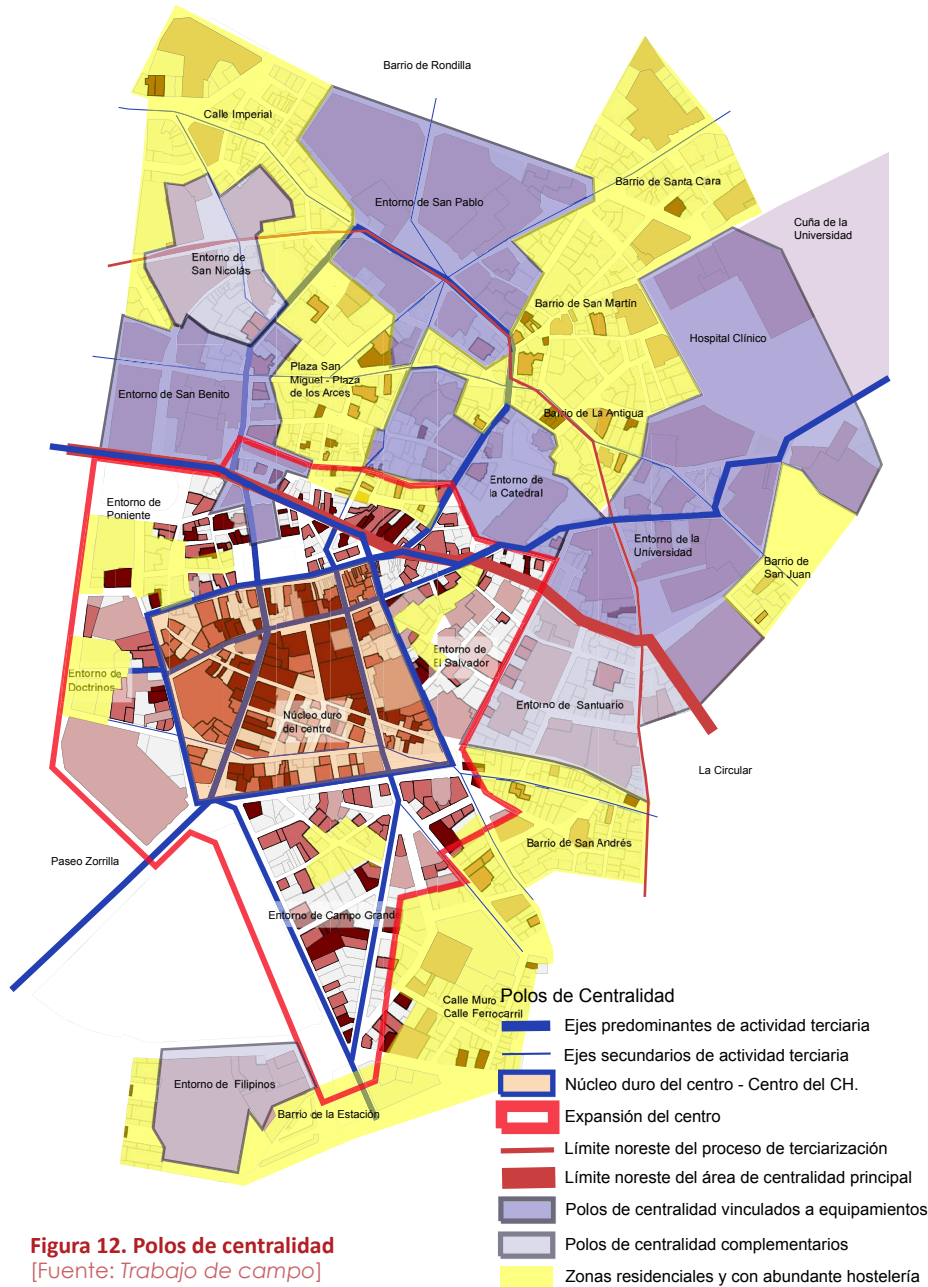 Barrio de Rondilla
Calle Imperial
Barrio de Santa Clara
Entorno de San Pablo
Cuña de la
Universidad
Entorno de
San Nicolás
Barrio de San Martín
Hospital Clínico
Plaza San
Miguel - Plaza
de los Arces
Entorno de San Benito
Barrio de La Antigua
Entorno de
la Catedral
Entorno de
Poniente
Entorno de la
Universidad
Barrio de
San Juan
Entorno de
El Salvador
Entorno de
Doctrinos
Entorno de Santuario
Núcleo duro
del centro
La Circular
Barrio de San Andrés
Paseo Zorrilla
Entorno de Campo Grande
Calle Muro
Calle Ferrocarril
Entorno de Filipinos
Barrio de la Estación
Polos de Centralidad
Ejes predominantes de actividad terciaria
Ejes secundarios de actividad terciaria
Núcleo duro del centro - Centro del CH.
Expansión del centro
Límite noreste del proceso de terciarización
Límite noreste del área de centralidad principal
Polos de centralidad vinculados a equipamientos
Polos de centralidad complementarios
Zonas residenciales y con abundante hostelería
Figura 12. Polos de centralidad
[Fuente: Trabajo de campo]